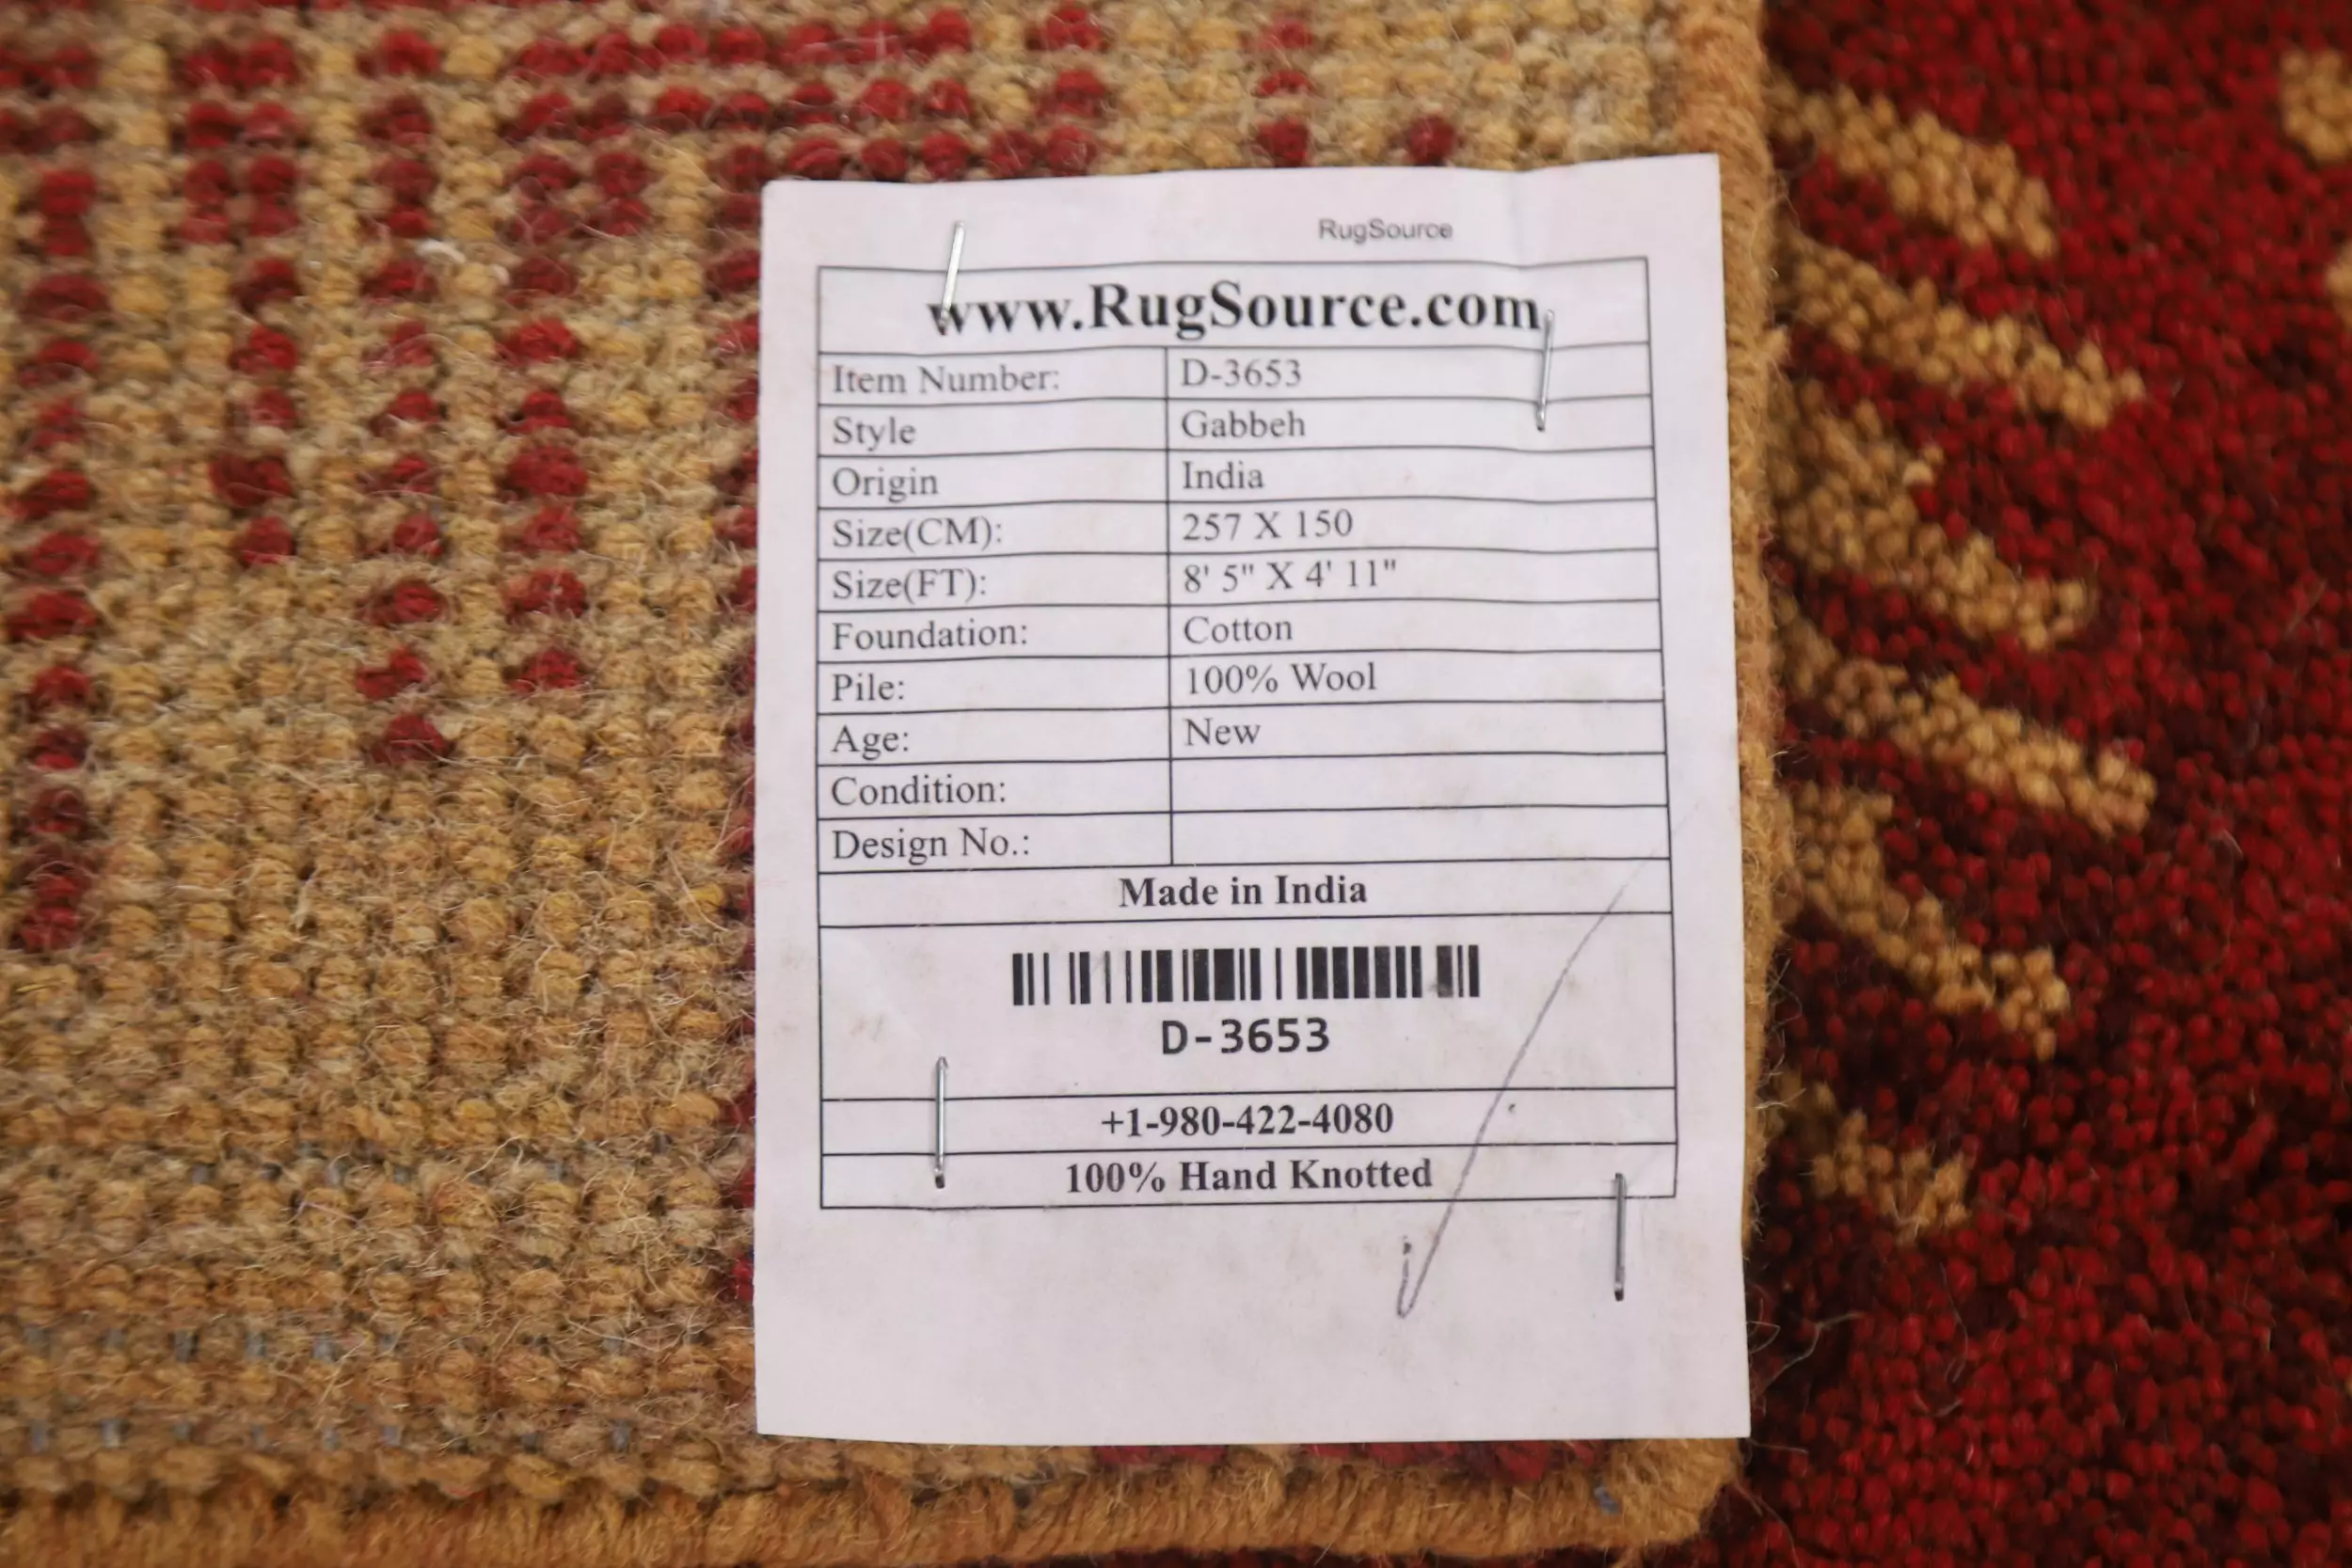 RugSource
www.RugSource.com
Item Number: D-3653
Style Gabbeh
Origin India
Size(CM): 257 X 150
Size(FT): 8' 5" X 4' 11"
Foundation: Cotton
Pile: 100% Wool
Age: New
Condition:
Design No.:
Made in India
D-3653
+1-980-422-4080
100% Hand Knotted